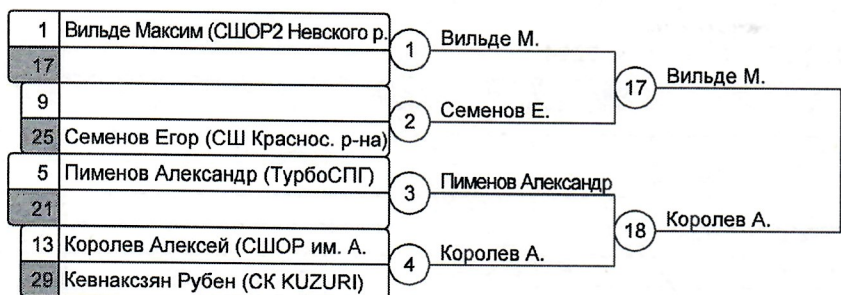 1 Вильде Максим (СШОР2 Невского р.
17
1 Вильде М.
9
25 Семенов Егор (СШ Краснос. р-на)
2 Семенов Е.
17 Вильде М.
5 Пименов Александр (ТурбоСПГ)
21
3 Пименов Александр
13 Королев Алексей (СШОР им. А.
29 Кевнаксзян Рубен (СК KUZURI)
4 Королев А.
18 Королев А.